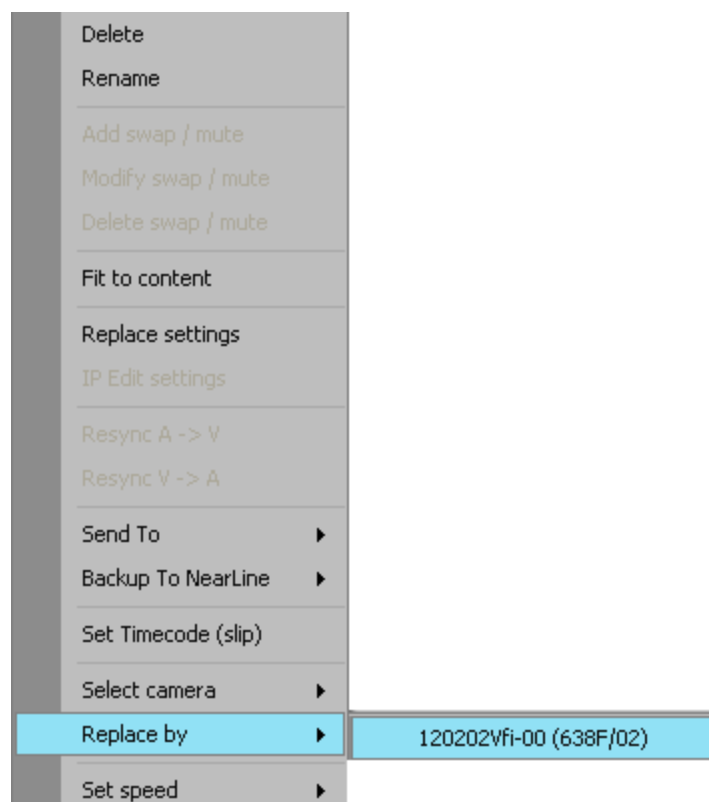 Delete
Rename
Add swap / mute
Modify swap / mute
Delete swap / mute
Fit to content
Replace settings
IP Edit settings
Resync A -> V
Resync V -> A
Send To
Backup To NearLine
Set Timecode (slip)
Select camera
Replace by 120202Vfi-00 (638F/02)
Set speed